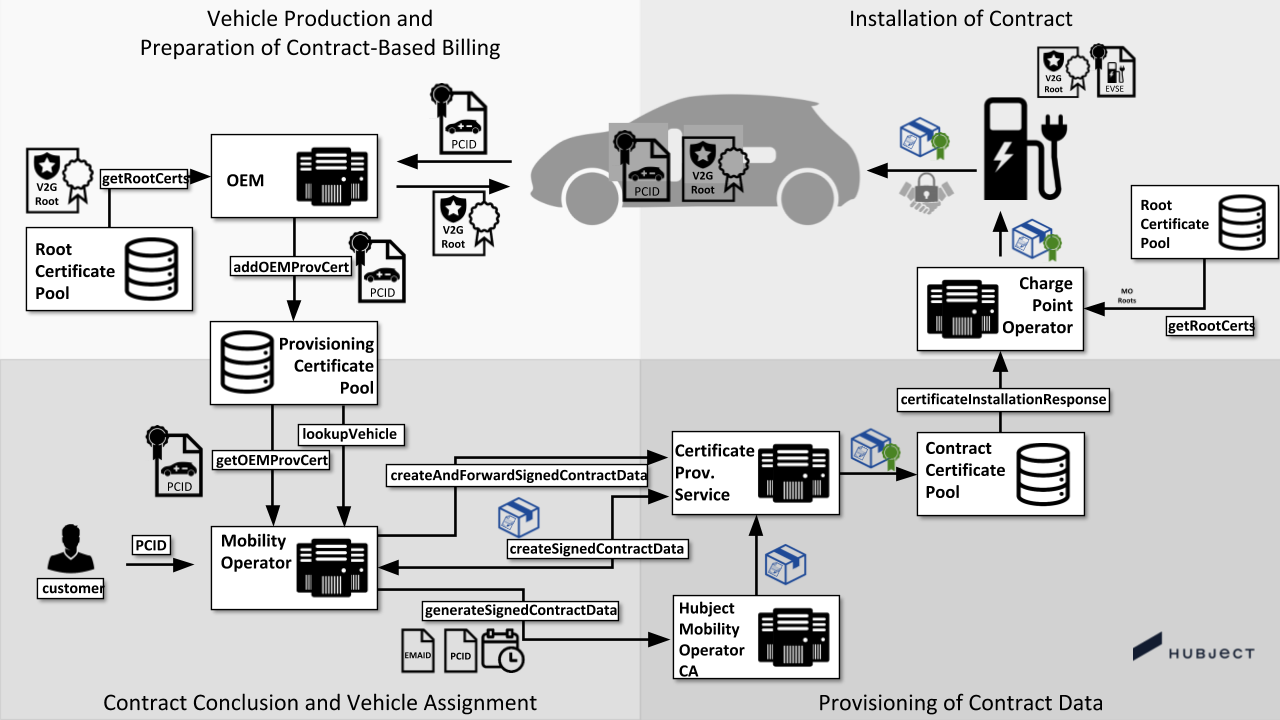 Vehicle Production and
Preparation of Contract-Based Billing
Installation of Contract
V2G
Root
EVSE
PCID
PCID
V2G
Root
V2G
Root
getRootCerts
OEM
V2G
Root
Root
Certificate
Pool
addOEMProvCert
PCID
Root
Certificate
Pool
Charge
Point
Operator
MO
Roots
getRootCerts
Provisioning
Certificate
Pool
certificateInstallationResponse
lookupVehicle
getOEMProvCert
PCID
createAndForwardSignedContractData
Certificate
Prov.
Service
Contract
Certificate
Pool
customer
PCID
Mobility
Operator
createSignedContractData
generateSignedContractData
EMAID
PCID
Hubject
Mobility
Operator
CA
HUBJECT
Contract Conclusion and Vehicle Assignment
Provisioning of Contract Data